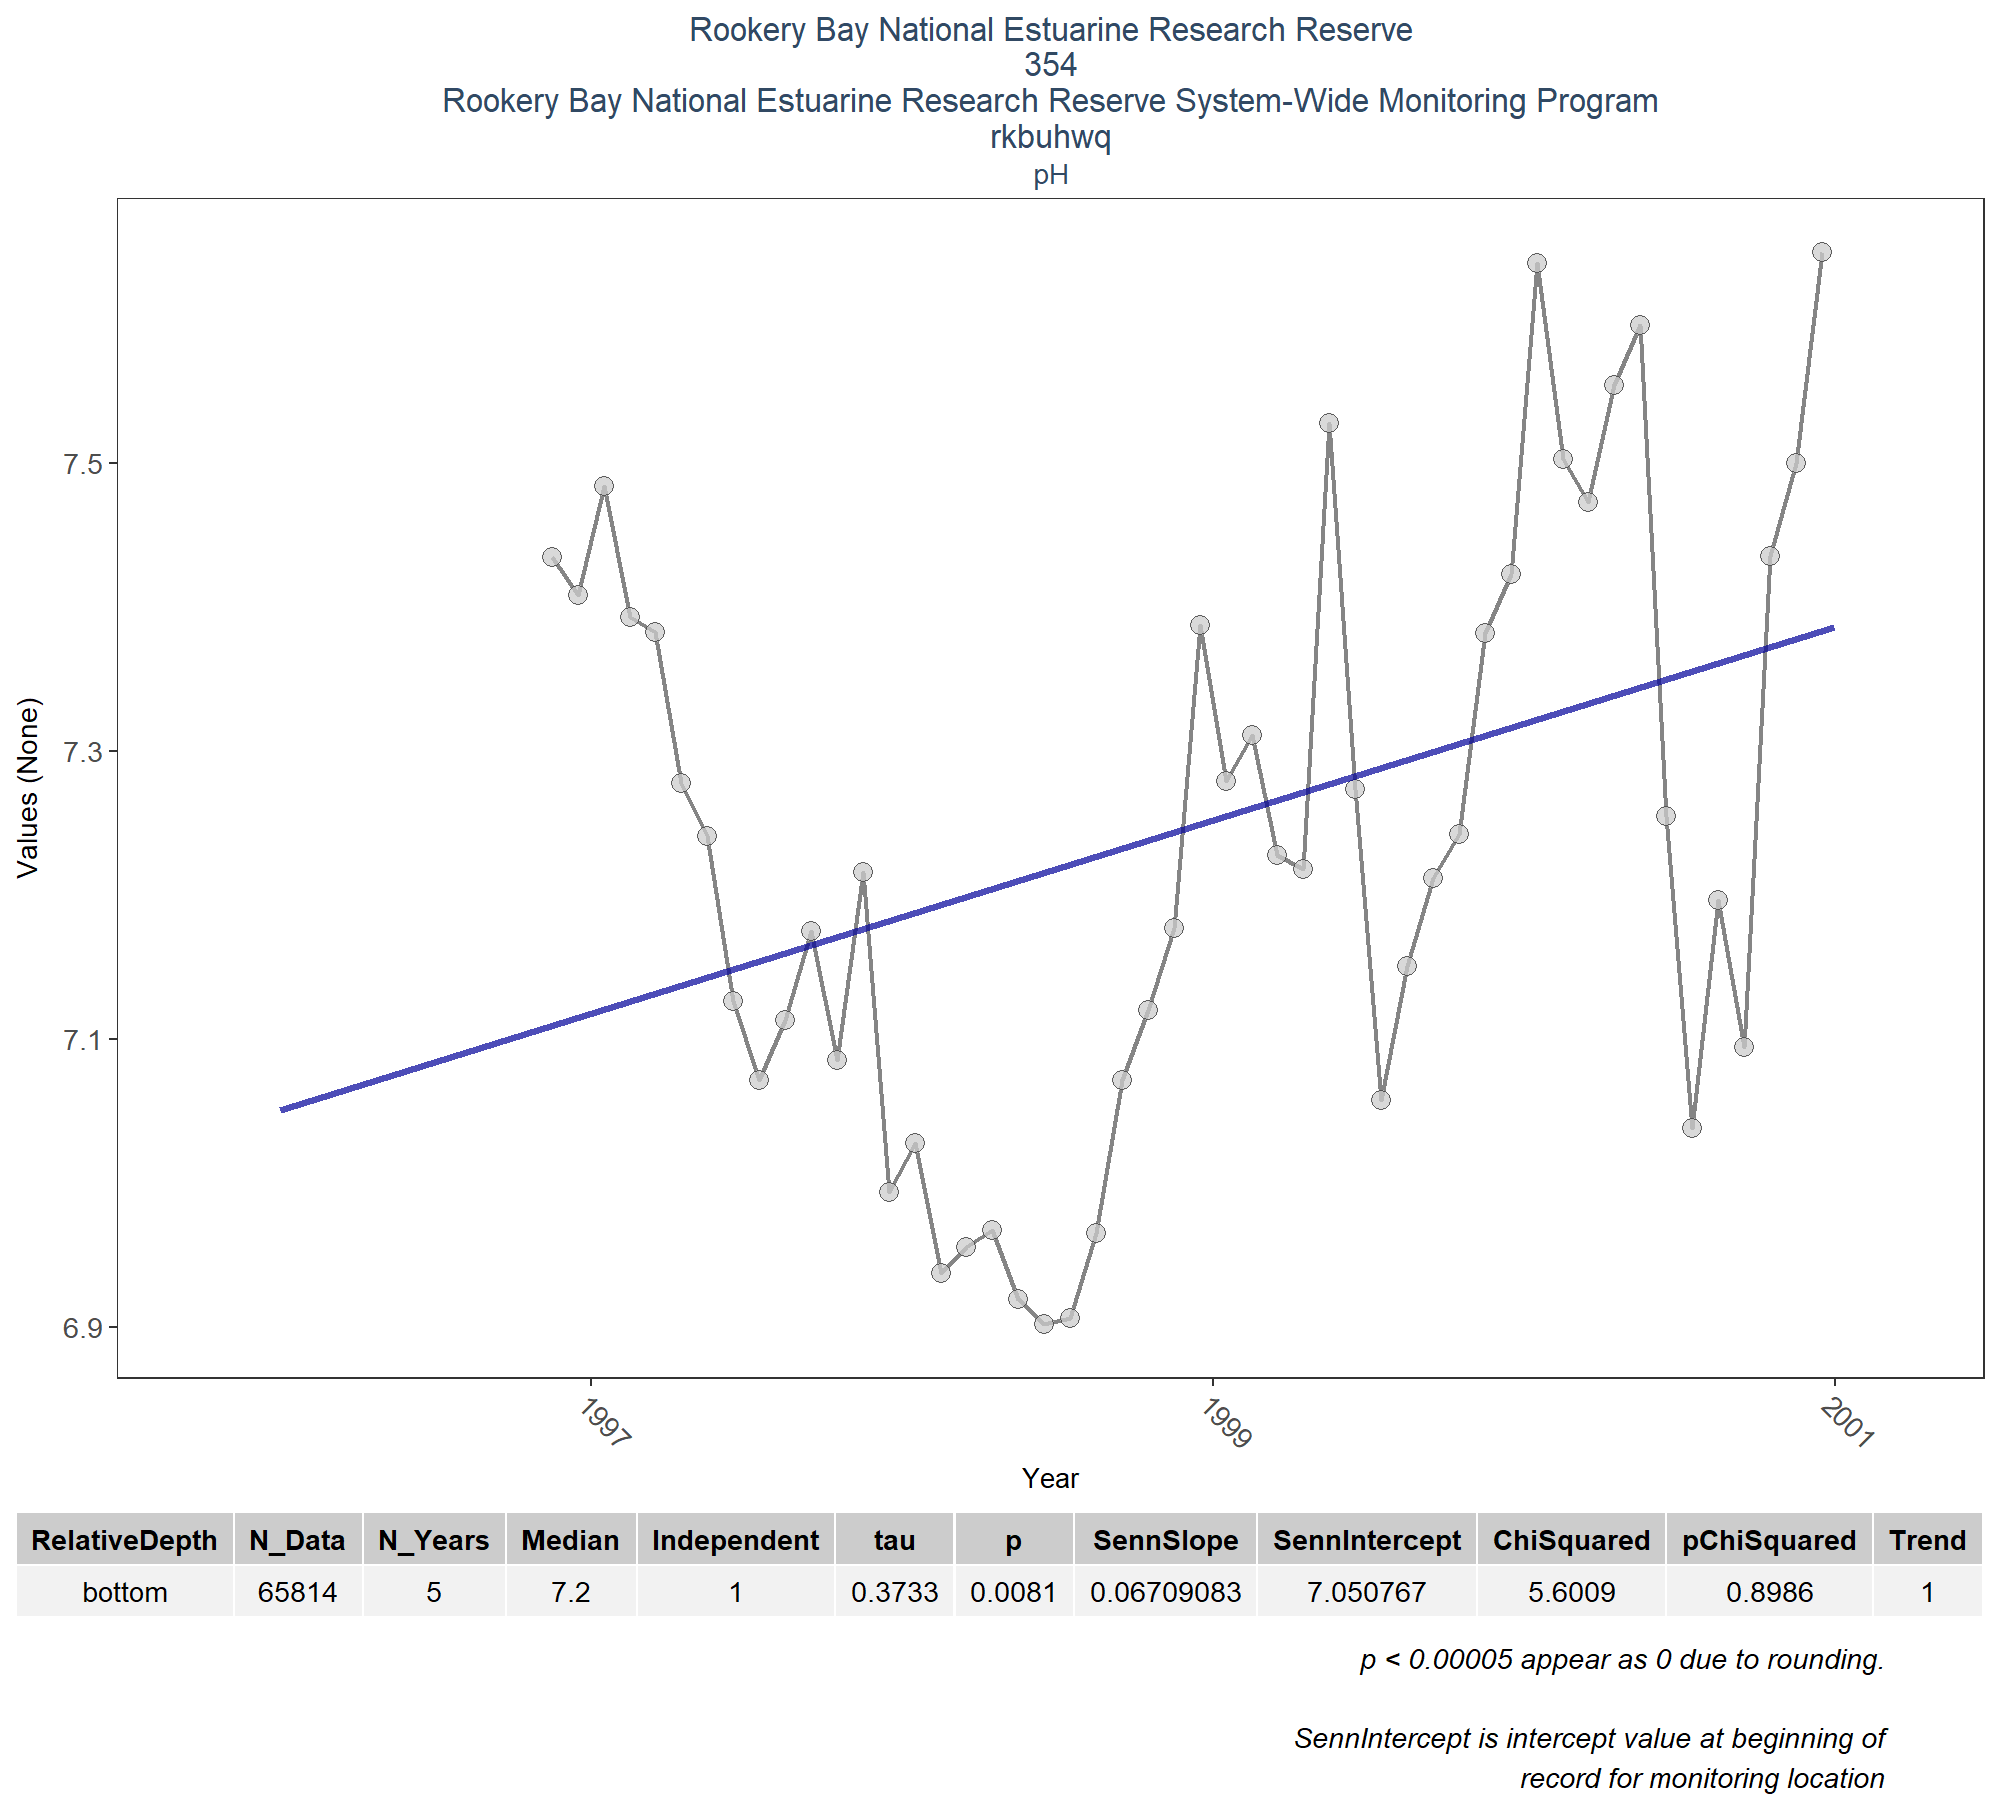 Rookery Bay National Estuarine Research Reserve
354
Rookery Bay National Estuarine Research Reserve System-Wide Monitoring Program
rkbuhwq
pH
Values (None)
7.5
7.3
7.1
6.9
1997
1999
2001
Year
RelativeDepth N_Data N_Years Median Independent tau p SennSlope SennIntercept ChiSquared pChiSquared Trend
bottom 65814 5 7.2 1 0.3733 0.0081 0.06709083 7.050767 5.6009 0.8986 1
p < 0.00005 appear as 0 due to rounding.
SennIntercept is intercept value at beginning of
record for monitoring location